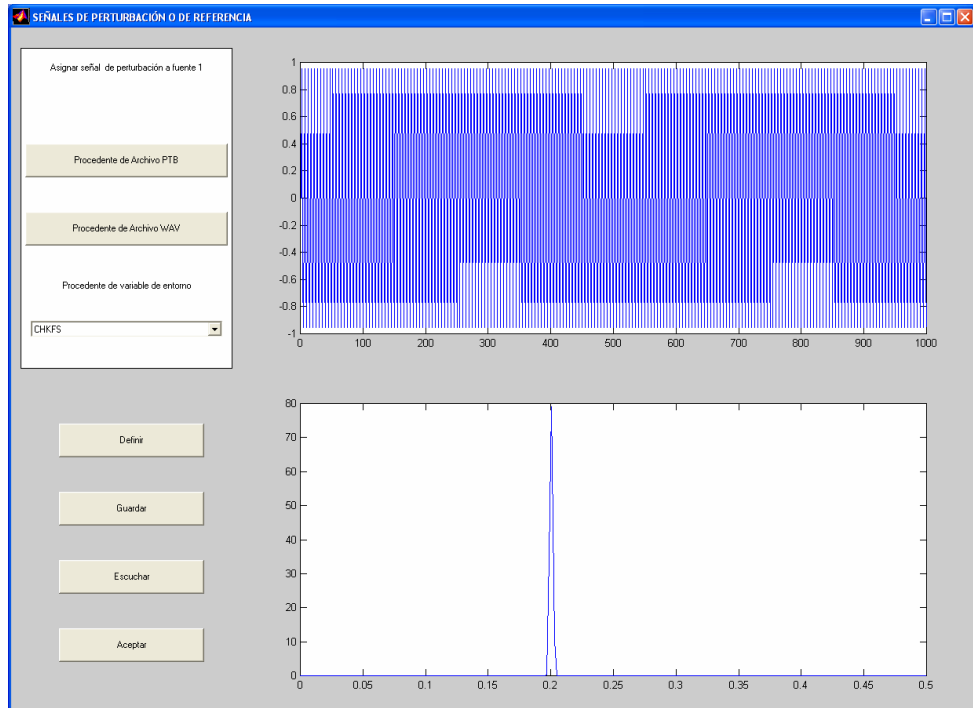 SEÑALES DE PERTURBACIÓN O DE REFERENCIA
Asignar señal de perturbación a fuente 1
Procedente de Archivo PTB
Procedente de Archivo WAV
Procedente de variable de entorno
CHKFS
Definir
Guardar
Escuchar
Aceptar
1
0.8
0.6
0.4
0.2
0
-0.2
-0.4
-0.6
-0.8
-1
0 100 200 300 400 500 600 700 800 900 1000
80
70
60
50
40
30
20
10
0
0 0.05 0.1 0.15 0.2 0.25 0.3 0.35 0.4 0.45 0.5